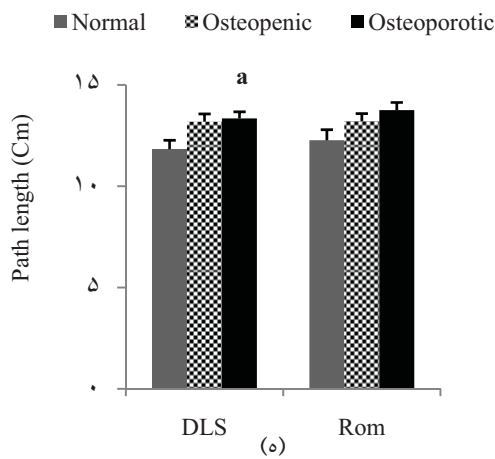 Normal Osteopenic Osteoporotic
a
۱۵
۱۰
۵
۰
Path length (Cm)
DLS Rom
(ه)